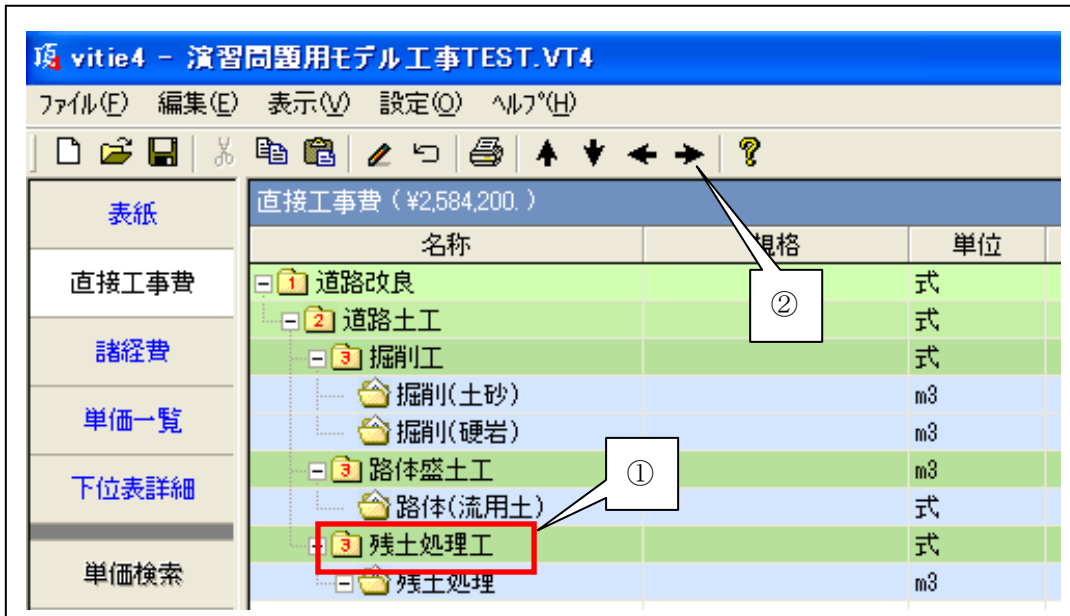 頂 vitie4 - 演習問題用モデル工事TEST.VT4
ファイル(F) 編集(E) 表示(V) 設定(O) ヘルプ(H)
表紙
直接工事費
諸経費
単価一覧
下位表詳細
単価検索
直接工事費（¥2,584,200.）
名称 規格 単位
1 道路改良 式
2 道路土工 式
3 掘削工 式
掘削(土砂) m3
掘削(硬岩) m3
3 路体盛土工 m3
路体(流用土) 式
3 残土処理工 式
残土処理 m3
①
②